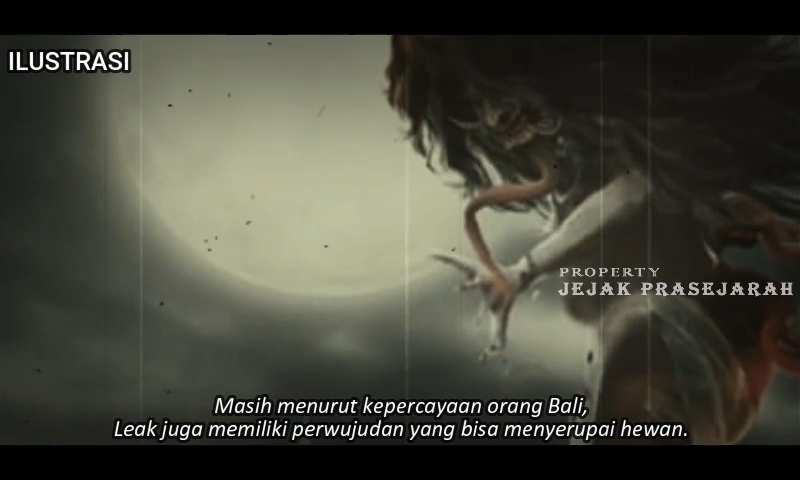 ILUSTRASI
PROPERTY
JEJAK PRASEJARAH
Masih menurut kepercayaan orang Bali,
Leak juga memiliki perwujudan yang bisa menyerupai hewan.